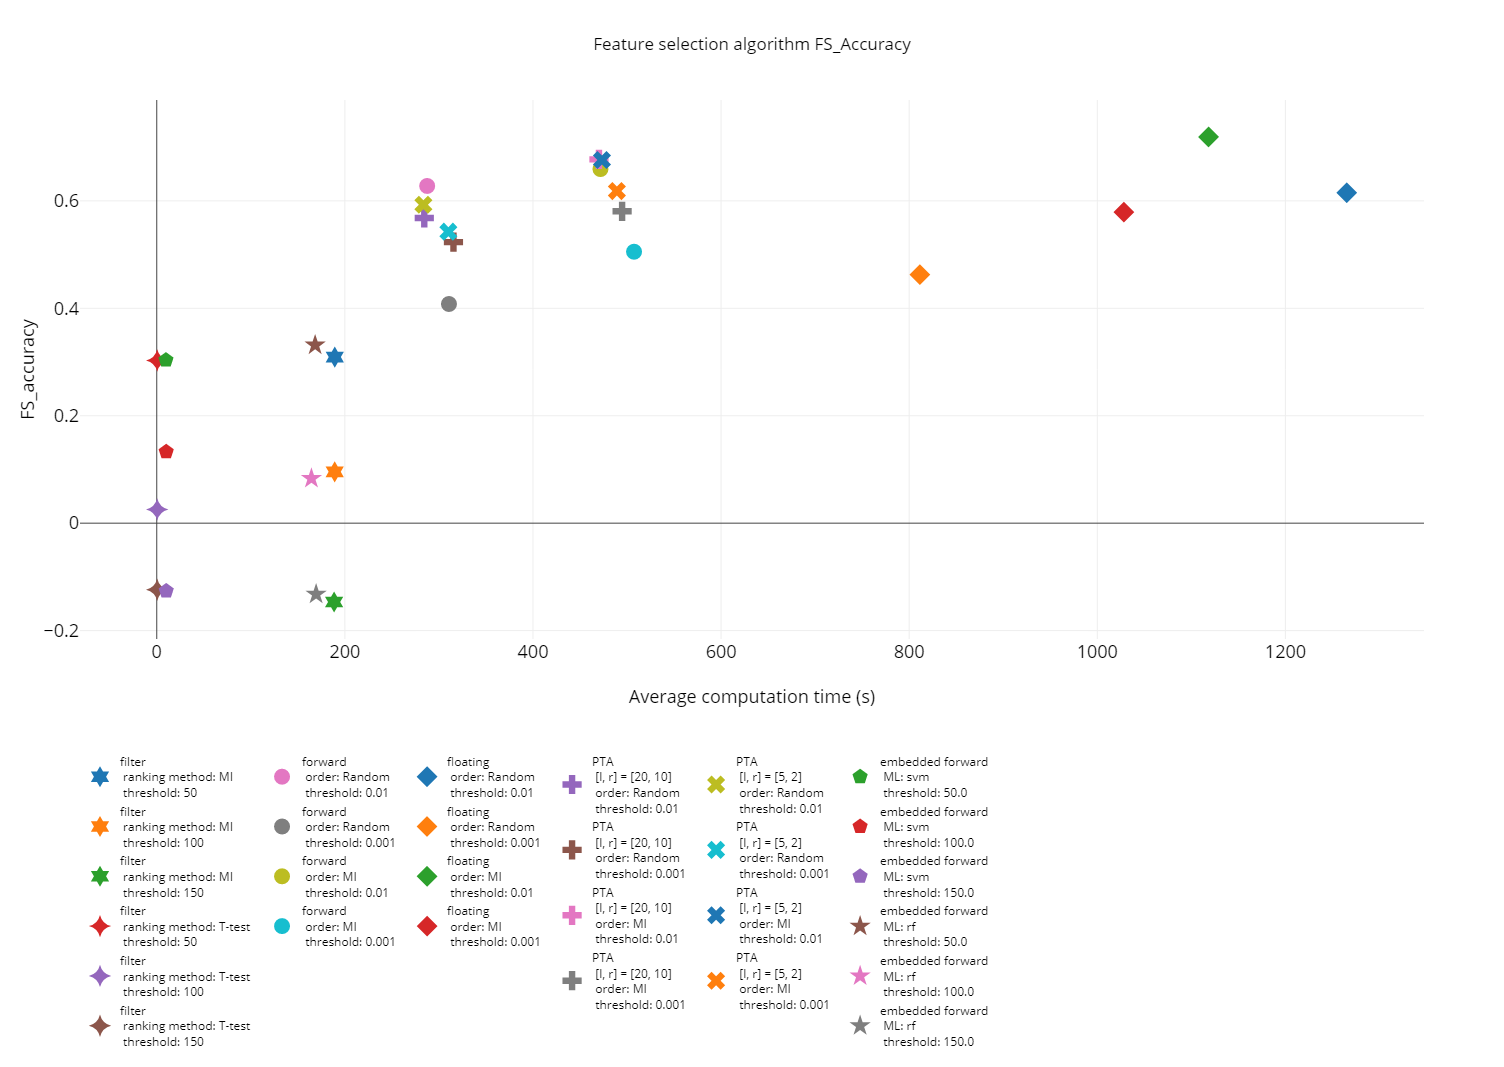 Feature selection algorithm FS_Accuracy
FS_accuracy
0.6
0.4
0.2
0
−0.2
0
200
400
600
800
1000
1200
Average computation time (s)
filter
ranking method: MI
threshold: 50
filter
ranking method: MI
threshold: 100
filter
ranking method: MI
threshold: 150
filter
ranking method: T-test
threshold: 50
filter
ranking method: T-test
threshold: 100
filter
ranking method: T-test
threshold: 150
forward
order: Random
threshold: 0.01
forward
order: Random
threshold: 0.001
forward
order: MI
threshold: 0.01
forward
order: MI
threshold: 0.001
floating
order: Random
threshold: 0.01
floating
order: Random
threshold: 0.001
floating
order: MI
threshold: 0.01
floating
order: MI
threshold: 0.001
PTA
[l, r] = [20, 10]
order: Random
threshold: 0.01
PTA
[l, r] = [20, 10]
order: Random
threshold: 0.001
PTA
[l, r] = [20, 10]
order: MI
threshold: 0.01
PTA
[l, r] = [20, 10]
order: MI
threshold: 0.001
PTA
[l, r] = [5, 2]
order: Random
threshold: 0.01
PTA
[l, r] = [5, 2]
order: Random
threshold: 0.001
PTA
[l, r] = [5, 2]
order: MI
threshold: 0.01
PTA
[l, r] = [5, 2]
order: MI
threshold: 0.001
embedded forward
ML: svm
threshold: 50.0
embedded forward
ML: svm
threshold: 100.0
embedded forward
ML: svm
threshold: 150.0
embedded forward
ML: rf
threshold: 50.0
embedded forward
ML: rf
threshold: 100.0
embedded forward
ML: rf
threshold: 150.0